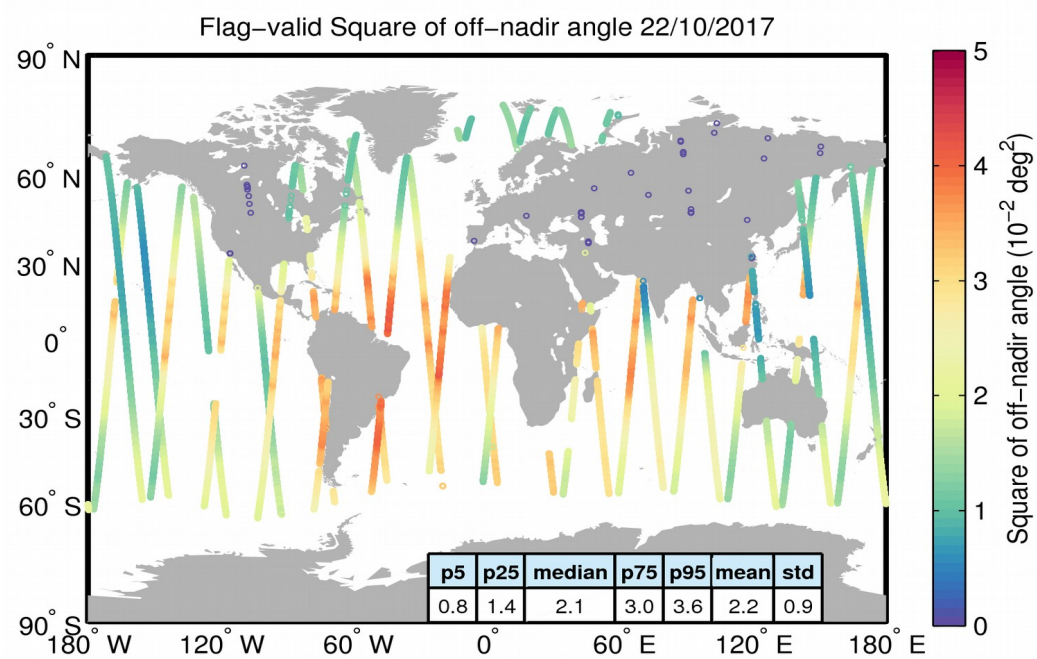 Flag−valid Square of off−nadir angle 22/10/2017
90° N
60° N
30° N
0°
30° S
60° S
90° S
180° W
120° W
60° W
0°
60° E
120° E
180° E
p5 p25 median p75 p95 mean std
0.8 1.4 2.1 3.0 3.6 2.2 0.9
5
4
3
2
1
0
Square of off−nadir angle (10⁻² deg²)